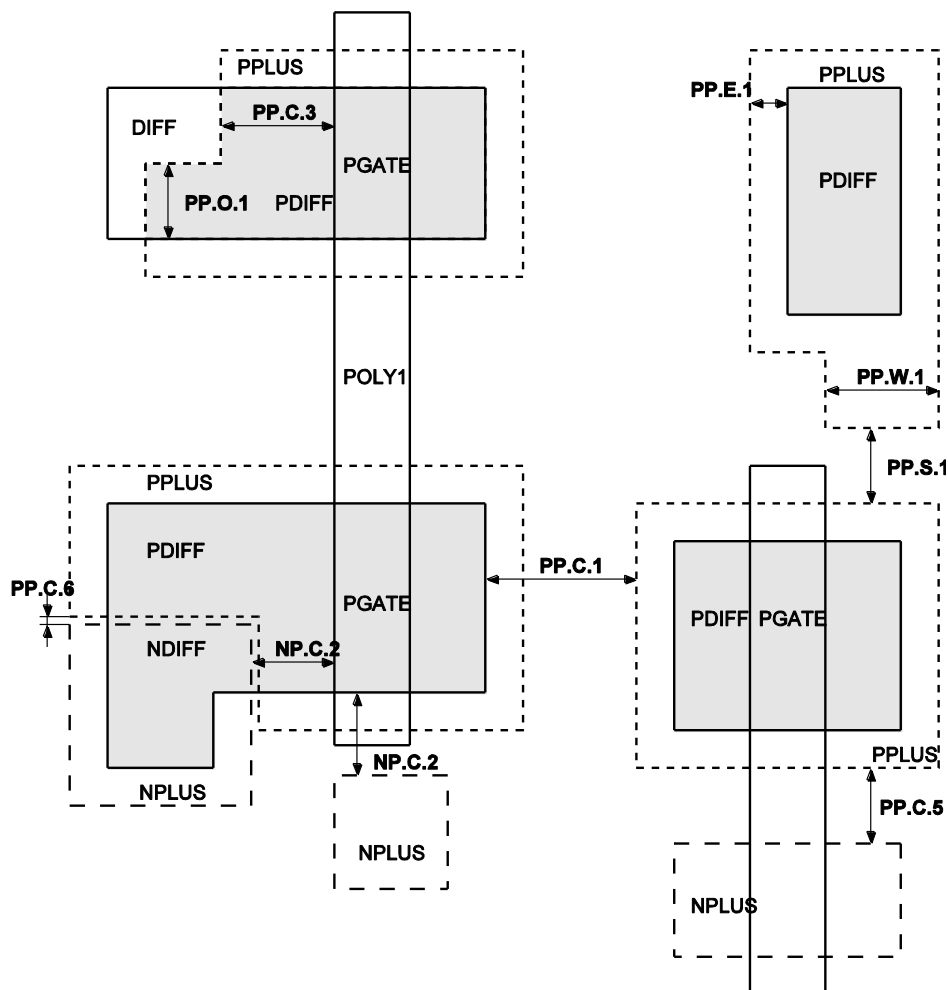 PPLUS
PPLUS
PP.E.1
PP.C.3
DIFF
PGATE
PDIFF
PP.O.1
PDIFF
POLY1
PP.W.1
PP.S.1
PPLUS
PDIFF
PP.C.1
PP.C.6
PGATE
PDIFF PGATE
NDIFF
NP.C.2
PPLUS
NP.C.2
NPLUS
PP.C.5
NPLUS
NPLUS